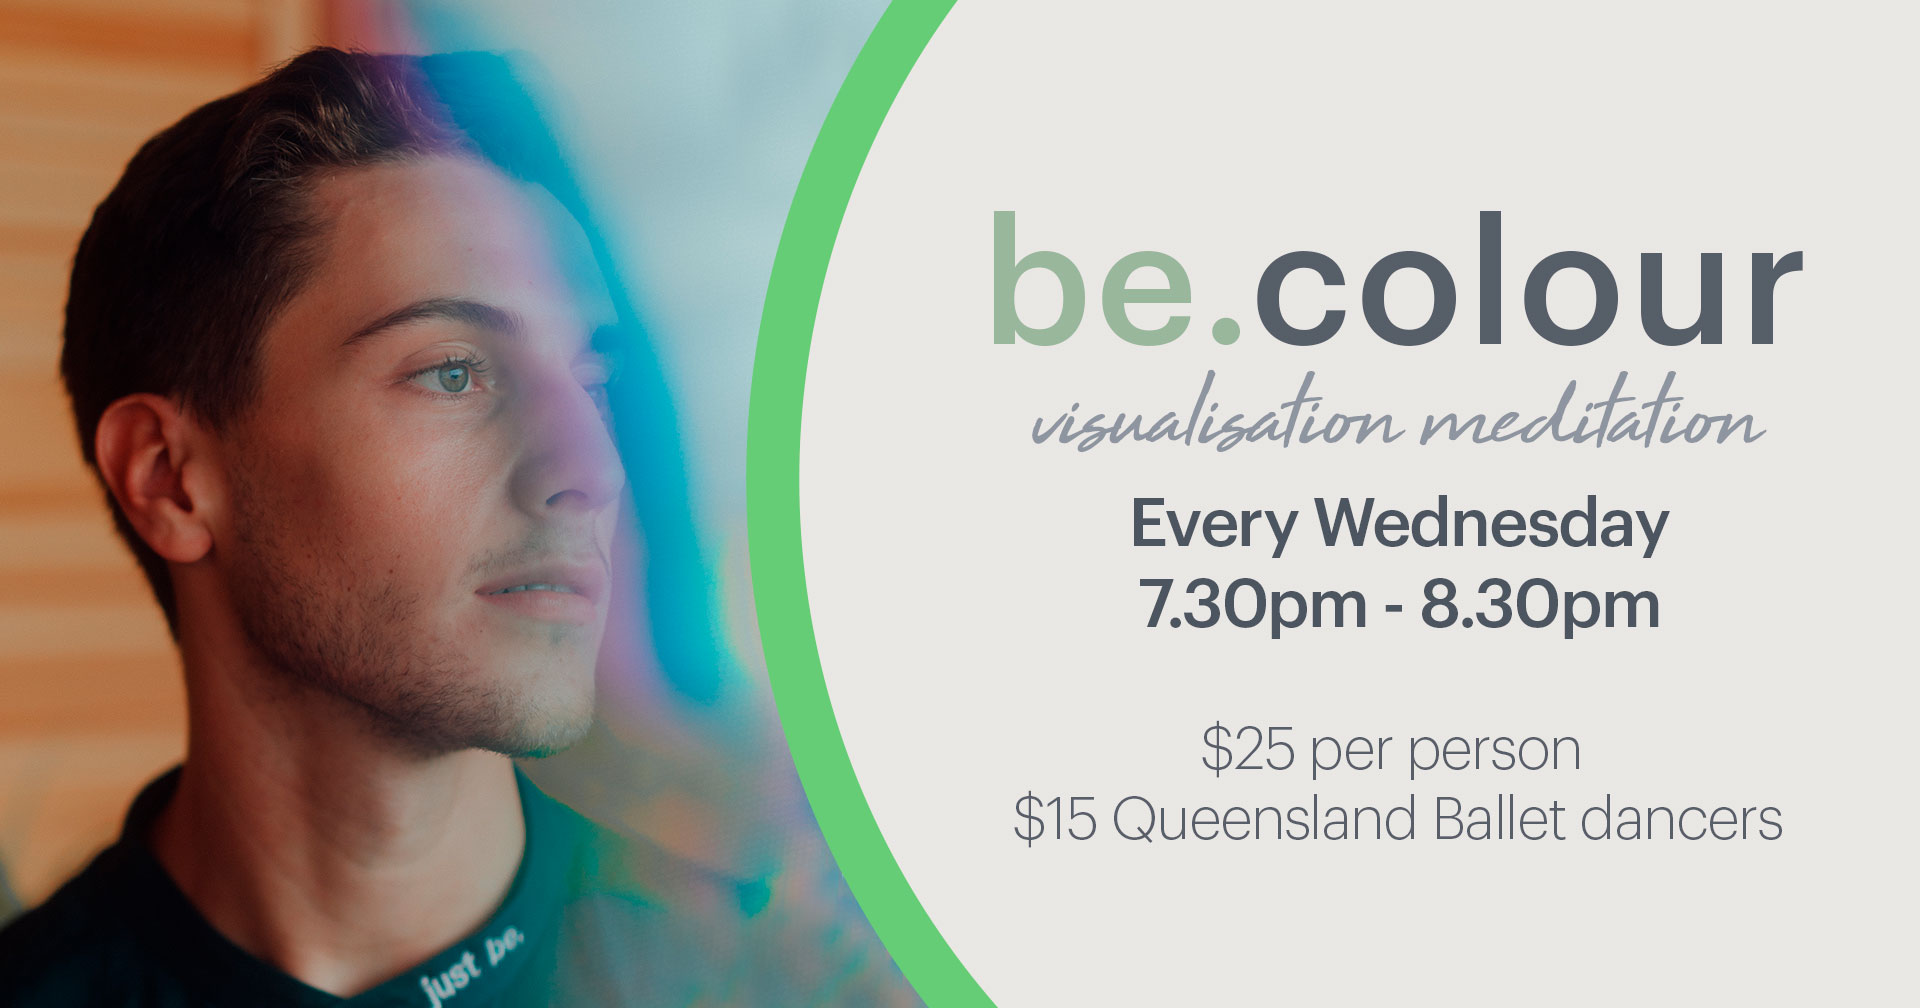 be.colour
visualisation meditation
Every Wednesday
7.30pm - 8.30pm
$25 per person
$15 Queensland Ballet dancers
just be.